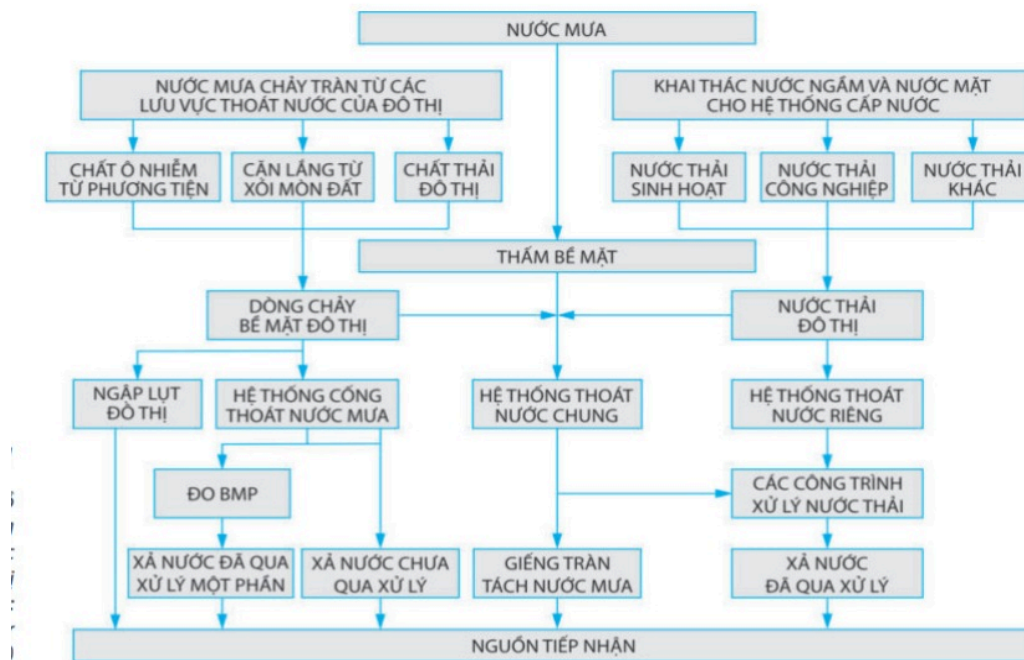 NƯỚC MƯA
NƯỚC MƯA CHẢY TRÀN TỪ CÁC
LƯU VỰC THOÁT NƯỚC CỦA ĐÔ THỊ
KHAI THÁC NƯỚC NGẦM VÀ NƯỚC MẶT
CHO HỆ THỐNG CẤP NƯỚC
CHẤT Ô NHIỄM
TỪ PHƯƠNG TIỆN
CẶN LẮNG TỪ
XÓI MÒN ĐẤT
CHẤT THẢI
ĐÔ THỊ
NƯỚC THẢI
SINH HOẠT
NƯỚC THẢI
CÔNG NGHIỆP
NƯỚC THẢI
KHÁC
THẤM BỀ MẶT
DÒNG CHẢY
BỀ MẶT ĐÔ THỊ
NƯỚC THẢI
ĐÔ THỊ
NGẬP LỤT
ĐÔ THỊ
HỆ THỐNG CỐNG
THOÁT NƯỚC MƯA
HỆ THỐNG THOÁT
NƯỚC CHUNG
HỆ THỐNG THOÁT
NƯỚC RIÊNG
ĐO BMP
CÁC CÔNG TRÌNH
XỬ LÝ NƯỚC THẢI
XẢ NƯỚC ĐÃ QUA
XỬ LÝ MỘT PHẦN
XẢ NƯỚC CHƯA
QUA XỬ LÝ
GIẾNG TRÀN
TÁCH NƯỚC MƯA
XẢ NƯỚC
ĐÃ QUA XỬ LÝ
NGUỒN TIẾP NHẬN